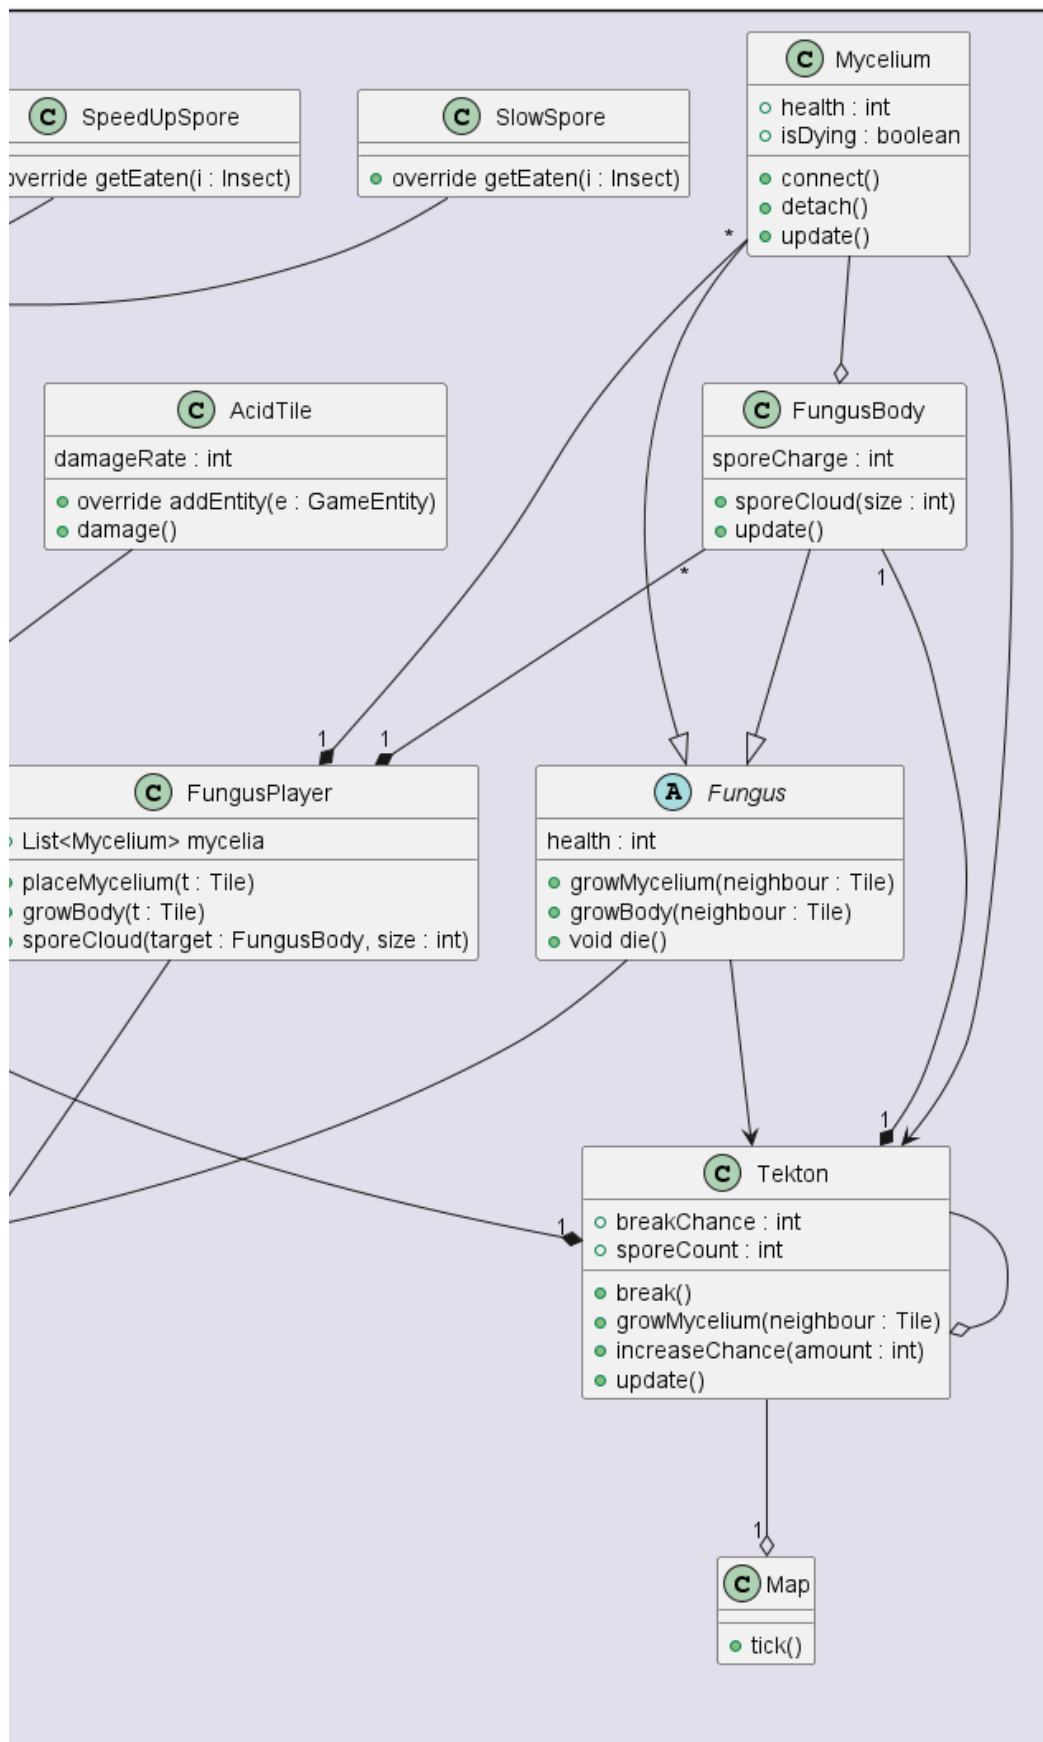 C Mycelium
health : int
isDying : boolean
connect()
detach()
update()
C SpeedUpSpore
override getEaten(i : Insect)
C SlowSpore
override getEaten(i : Insect)
*
C AcidTile
damageRate : int
override addEntity(e : GameEntity)
damage()
C FungusBody
sporeCharge : int
sporeCloud(size : int)
update()
*
1
1
1
C FungusPlayer
List<Mycelium> mycelia
placeMycelium(t : Tile)
growBody(t : Tile)
sporeCloud(target : FungusBody, size : int)
A Fungus
health : int
growMycelium(neighbour : Tile)
growBody(neighbour : Tile)
void die()
1
1
C Tekton
breakChance : int
sporeCount : int
break()
growMycelium(neighbour : Tile)
increaseChance(amount : int)
update()
1
C Map
tick()